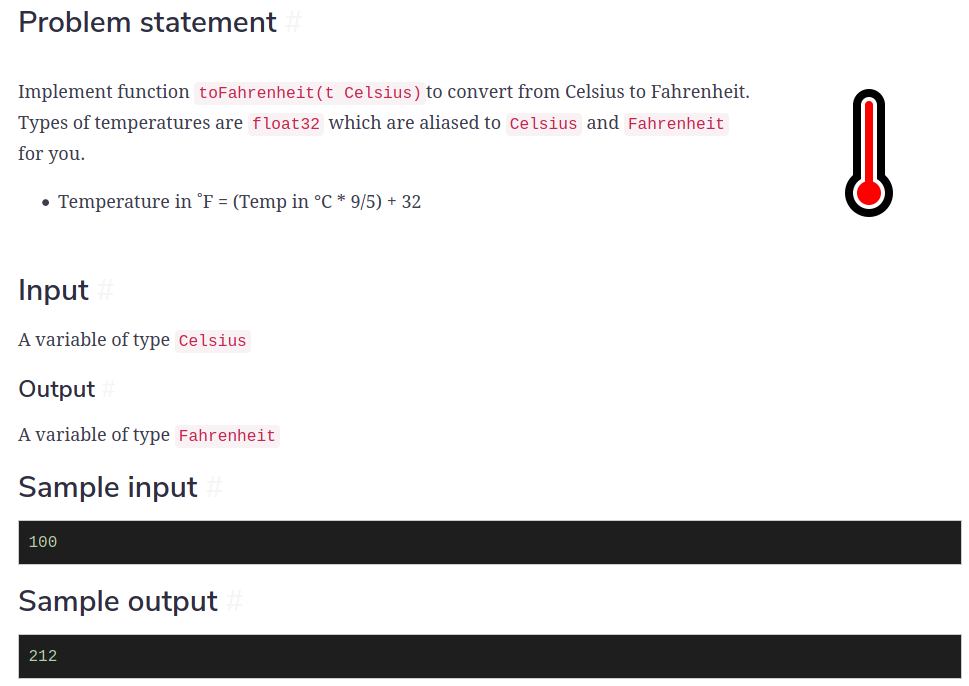 Problem statement #
Implement function toFahrenheit(t Celsius) to convert from Celsius to Fahrenheit.
Types of temperatures are float32 which are aliased to Celsius and Fahrenheit
for you.
• Temperature in ˚F = (Temp in °C * 9/5) + 32
Input #
A variable of type Celsius
Output #
A variable of type Fahrenheit
Sample input #
100
Sample output #
212